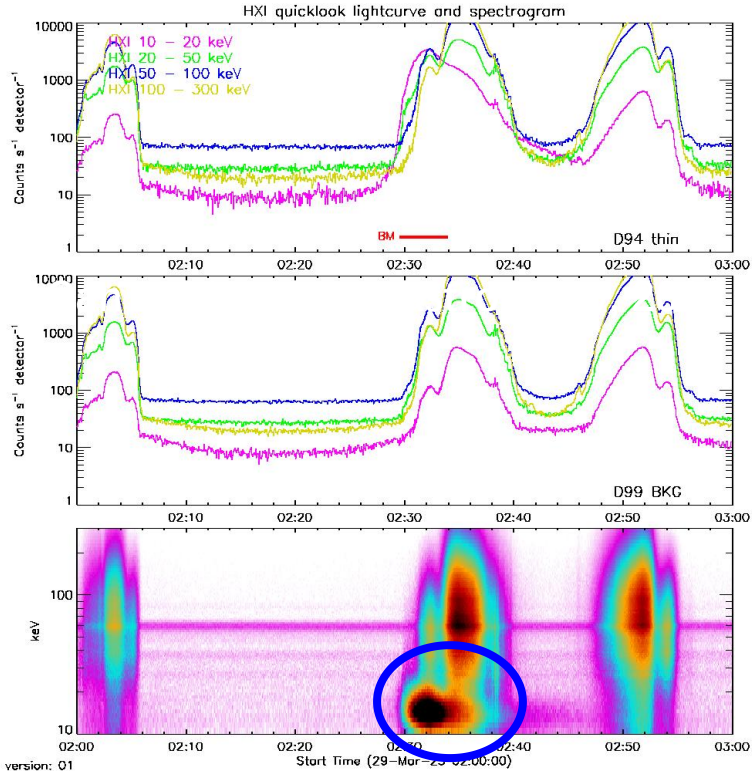 HXI quicklook lightcurve and spectrogram
10000
1000
100
10
1
Counts s⁻¹ detector⁻¹
HXI 10 – 20 keV
HXI 20 – 50 keV
HXI 50 – 100 keV
HXI 100 – 300 keV
BM
D94 thin
02:10 02:20 02:30 02:40 02:50 03:00
10000
1000
100
10
1
Counts s⁻¹ detector⁻¹
D99 BKG
02:10 02:20 02:30 02:40 02:50 03:00
100
10
keV
02:00 02:10 02:30 02:40 02:50 03:00
Start Time (29-Mar-23 02:00:00)
version: 01